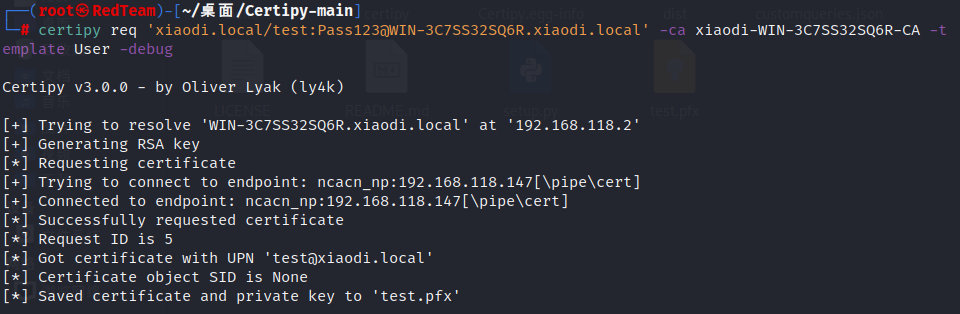 ┌──(root㉿RedTeam)-[~/桌面/Certipy-main]
└─# certipy req 'xiaodi.local/test:Pass123@WIN-3C7SS32SQ6R.xiaodi.local' -ca xiaodi-WIN-3C7SS32SQ6R-CA -t
emplate User -debug
Certipy v3.0.0 - by Oliver Lyak (ly4k)
[+] Trying to resolve 'WIN-3C7SS32SQ6R.xiaodi.local' at '192.168.118.2'
[+] Generating RSA key
[*] Requesting certificate
[+] Trying to connect to endpoint: ncacn_np:192.168.118.147[\pipe\cert]
[+] Connected to endpoint: ncacn_np:192.168.118.147[\pipe\cert]
[*] Successfully requested certificate
[*] Request ID is 5
[*] Got certificate with UPN 'test@xiaodi.local'
[*] Certificate object SID is None
[*] Saved certificate and private key to 'test.pfx'